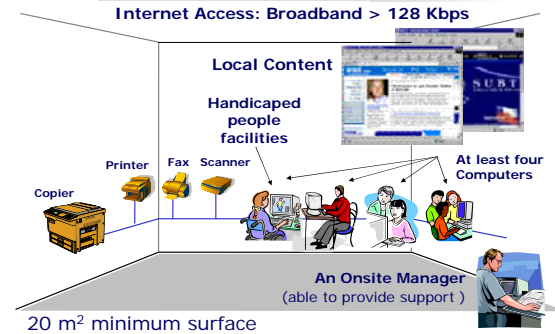 Internet Access: Broadband > 128 Kbps
Local Content
Handicaped
people
facilities
Printer
Fax
Scanner
Copier
At least four
Computers
SUBT
An Onsite Manager
(able to provide support )
20 m² minimum surface